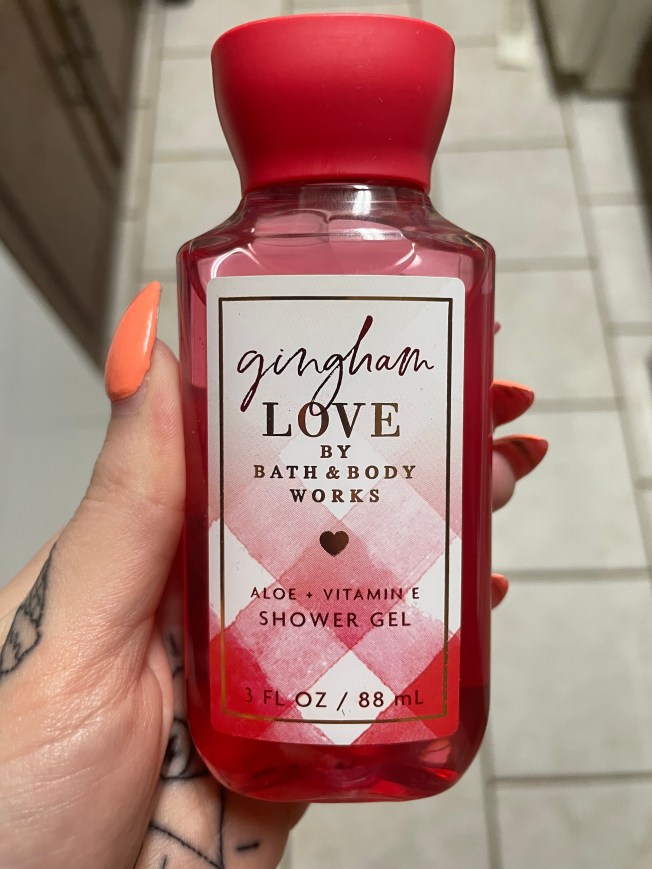 gingham
LOVE
BY
BATH & BODY
WORKS
ALOE + VITAMIN E
SHOWER GEL
3 FL OZ / 88 mL